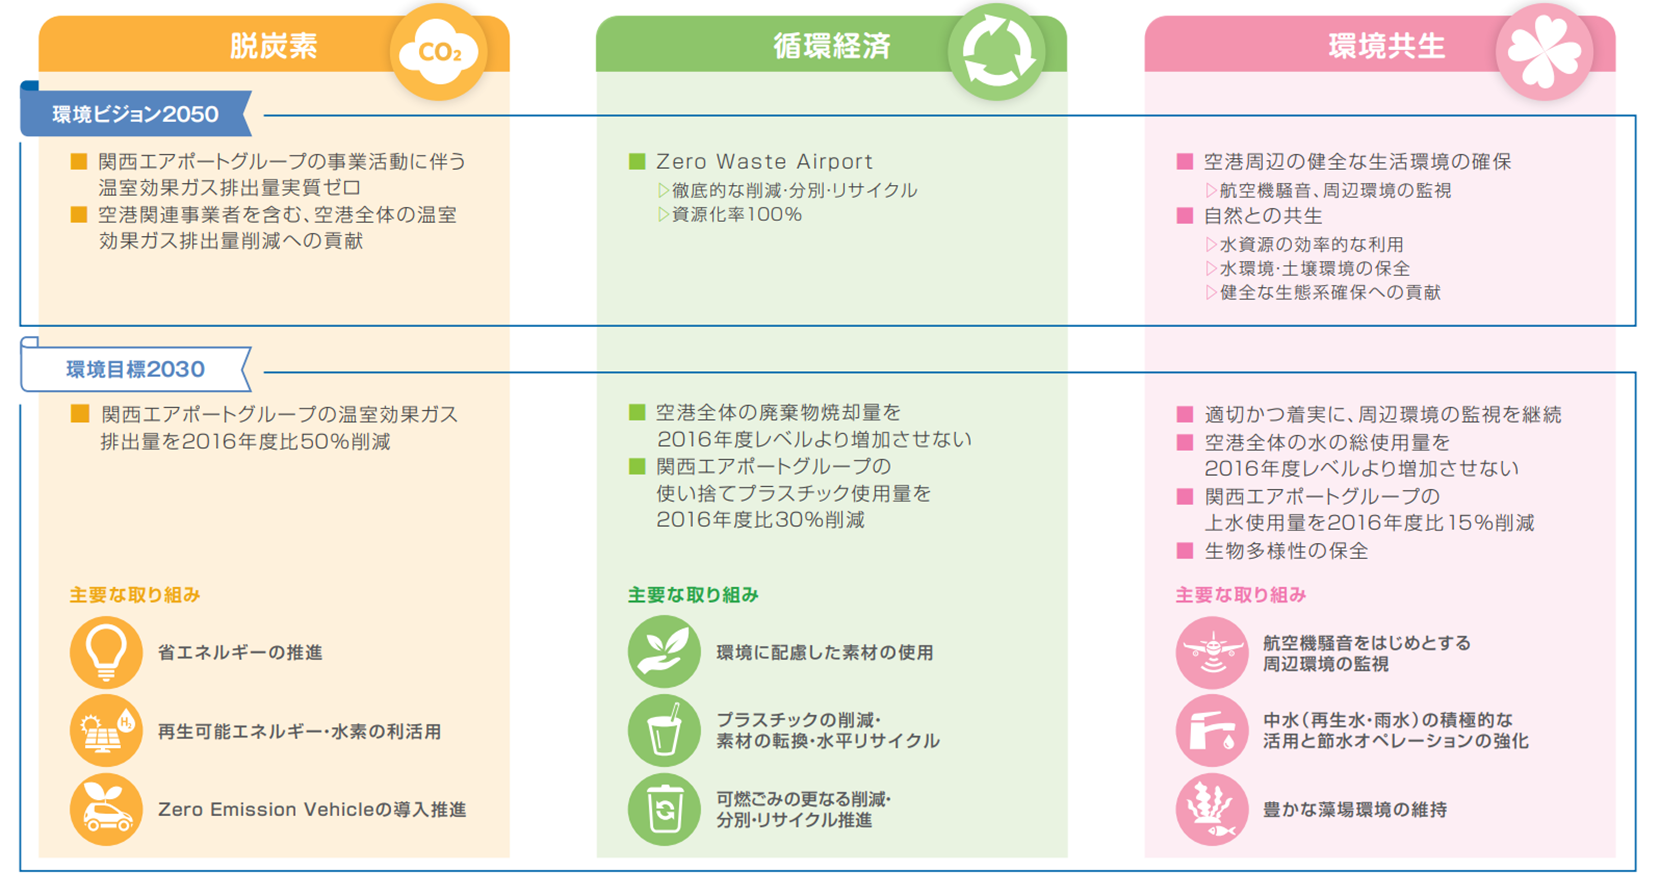 脱炭素
CO₂
循環経済
環境共生
環境ビジョン2050
■ 関西エアポートグループの事業活動に伴う
温室効果ガス排出量実質ゼロ
■ 空港関連事業者を含む、空港全体の温室
効果ガス排出量削減への貢献
■ Zero Waste Airport
▷徹底的な削減・分別・リサイクル
▷資源化率100%
■ 空港周辺の健全な生活環境の確保
▷航空機騒音、周辺環境の監視
■ 自然との共生
▷水資源の効率的な利用
▷水環境・土壌環境の保全
▷健全な生態系確保への貢献
環境目標2030
■ 関西エアポートグループの温室効果ガス
排出量を2016年度比50%削減
■ 空港全体の廃棄物焼却量を
2016年度レベルより増加させない
■ 関西エアポートグループの
使い捨てプラスチック使用量を
2016年度比30%削減
■ 適切かつ着実に、周辺環境の監視を継続
■ 空港全体の水の総使用量を
2016年度レベルより増加させない
■ 関西エアポートグループの
上水使用量を2016年度比15%削減
■ 生物多様性の保全
主要な取り組み
省エネルギーの推進
H₂
再生可能エネルギー・水素の利活用
Zero Emission Vehicleの導入推進
主要な取り組み
環境に配慮した素材の使用
プラスチックの削減・
素材の転換・水平リサイクル
可燃ごみの更なる削減・
分別・リサイクル推進
主要な取り組み
航空機騒音をはじめとする
周辺環境の監視
中水（再生水・雨水）の積極的な
活用と節水オペレーションの強化
豊かな藻場環境の維持